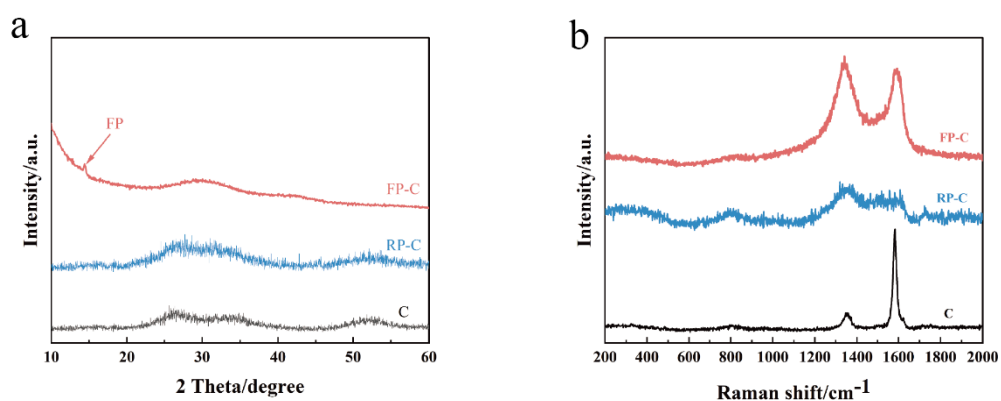 a
Intensity/a.u.
FP
FP-C
RP-C
C
10 20 30 40 50 60
2 Theta/degree
b
Intensity/a.u.
FP-C
RP-C
C
200 400 600 800 1000 1200 1400 1600 1800 2000
Raman shift/cm-1